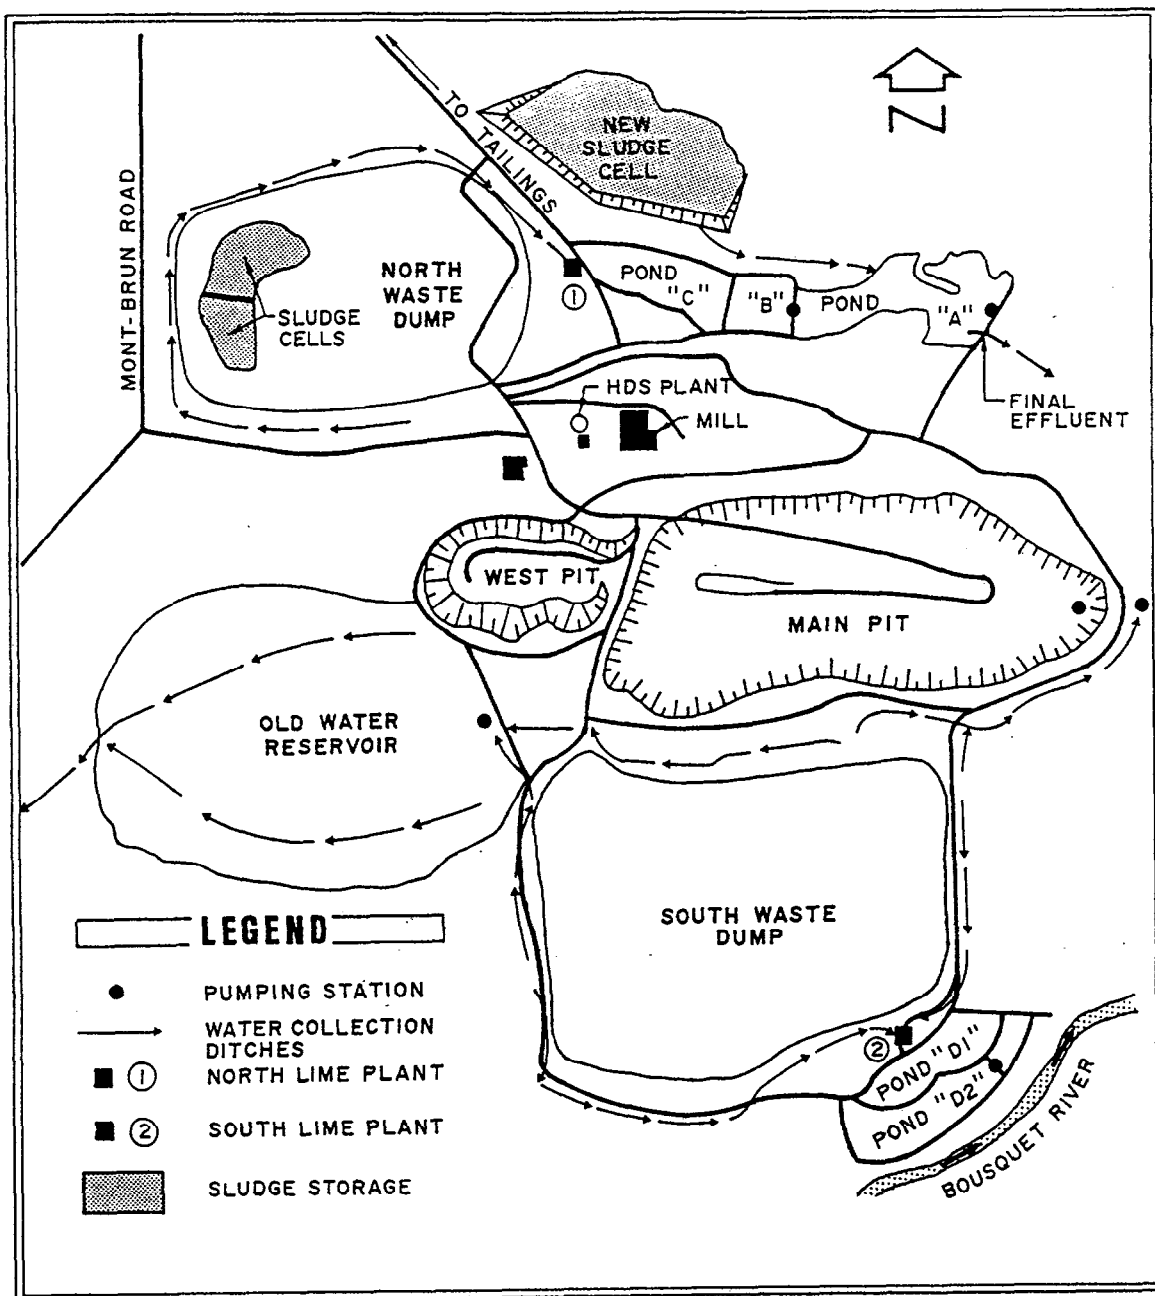 N
TO TAILINGS
NEW
SLUDGE
CELL
MONT-BRUN ROAD
NORTH
WASTE
DUMP
SLUDGE
CELLS
1
POND
"C"
"B"
POND
"A"
HDS PLANT
MILL
FINAL
EFFLUENT
WEST PIT
MAIN PIT
OLD WATER
RESERVOIR
SOUTH WASTE
DUMP
2
POND "D1"
POND "D2"
BOUSQUET RIVER
LEGEND
PUMPING STATION
WATER COLLECTION
DITCHES
1 NORTH LIME PLANT
2 SOUTH LIME PLANT
SLUDGE STORAGE